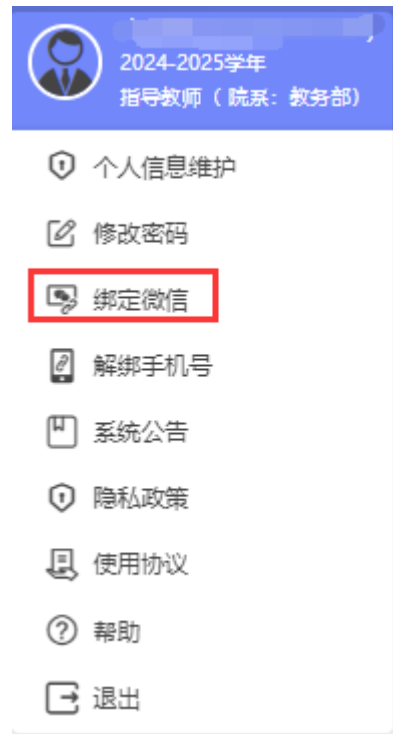 2024-2025学年
指导教师（院系：教务部）
个人信息维护
修改密码
绑定微信
解绑手机号
系统公告
隐私政策
使用协议
帮助
退出